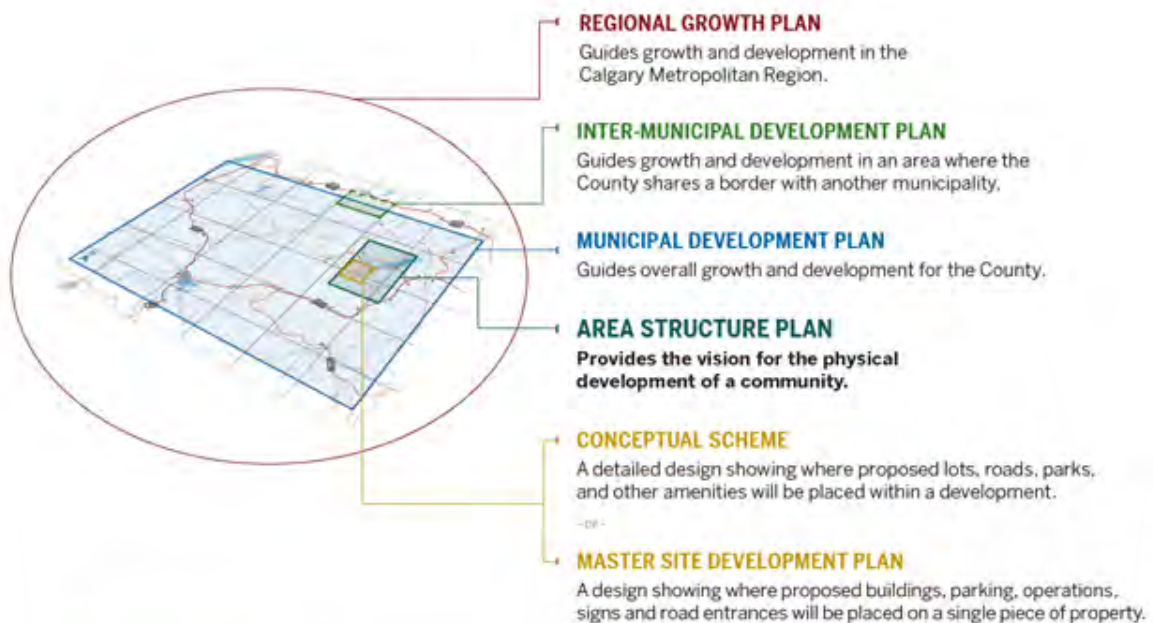 REGIONAL GROWTH PLAN
Guides growth and development in the
Calgary Metropolitan Region.
INTER-MUNICIPAL DEVELOPMENT PLAN
Guides growth and development in an area where the
County shares a border with another municipality.
MUNICIPAL DEVELOPMENT PLAN
Guides overall growth and development for the County.
AREA STRUCTURE PLAN
Provides the vision for the physical
development of a community.
CONCEPTUAL SCHEME
A detailed design showing where proposed lots, roads, parks,
and other amenities will be placed within a development.
-OR-
MASTER SITE DEVELOPMENT PLAN
A design showing where proposed buildings, parking, operations,
signs and road entrances will be placed on a single piece of property.